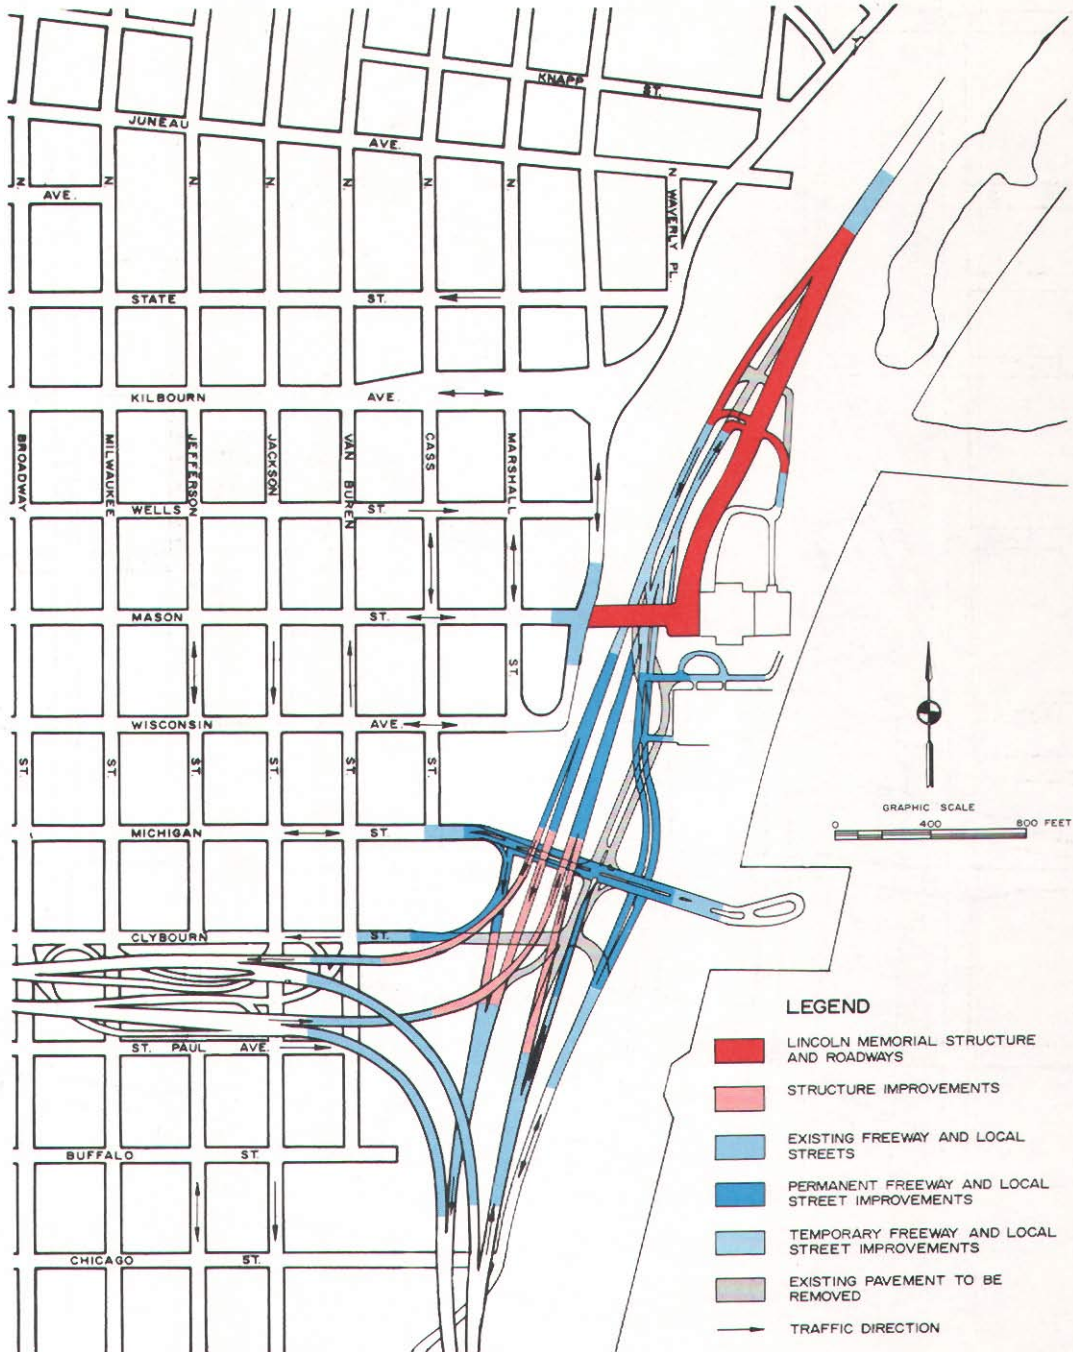 KNAPP ST.
JUNEAU AVE.
N. N. N. N. N. N. N. N. WAVERLY PL.
AVE.
STATE ST.
KILBOURN AVE.
BROADWAY
MILWAUKEE
JEFFERSON
JACKSON
VAN BUREN
CASS
MARSHALL
WELLS ST.
MASON ST.
ST.
WISCONSIN AVE.
ST. ST. ST. ST. ST. ST.
MICHIGAN ST.
GRAPHIC SCALE
0 400 800 FEET
CLYBOURN ST.
ST. PAUL AVE.
BUFFALO ST.
CHICAGO ST.
LEGEND
LINCOLN MEMORIAL STRUCTURE
AND ROADWAYS
STRUCTURE IMPROVEMENTS
EXISTING FREEWAY AND LOCAL
STREETS
PERMANENT FREEWAY AND LOCAL
STREET IMPROVEMENTS
TEMPORARY FREEWAY AND LOCAL
STREET IMPROVEMENTS
EXISTING PAVEMENT TO BE
REMOVED
TRAFFIC DIRECTION